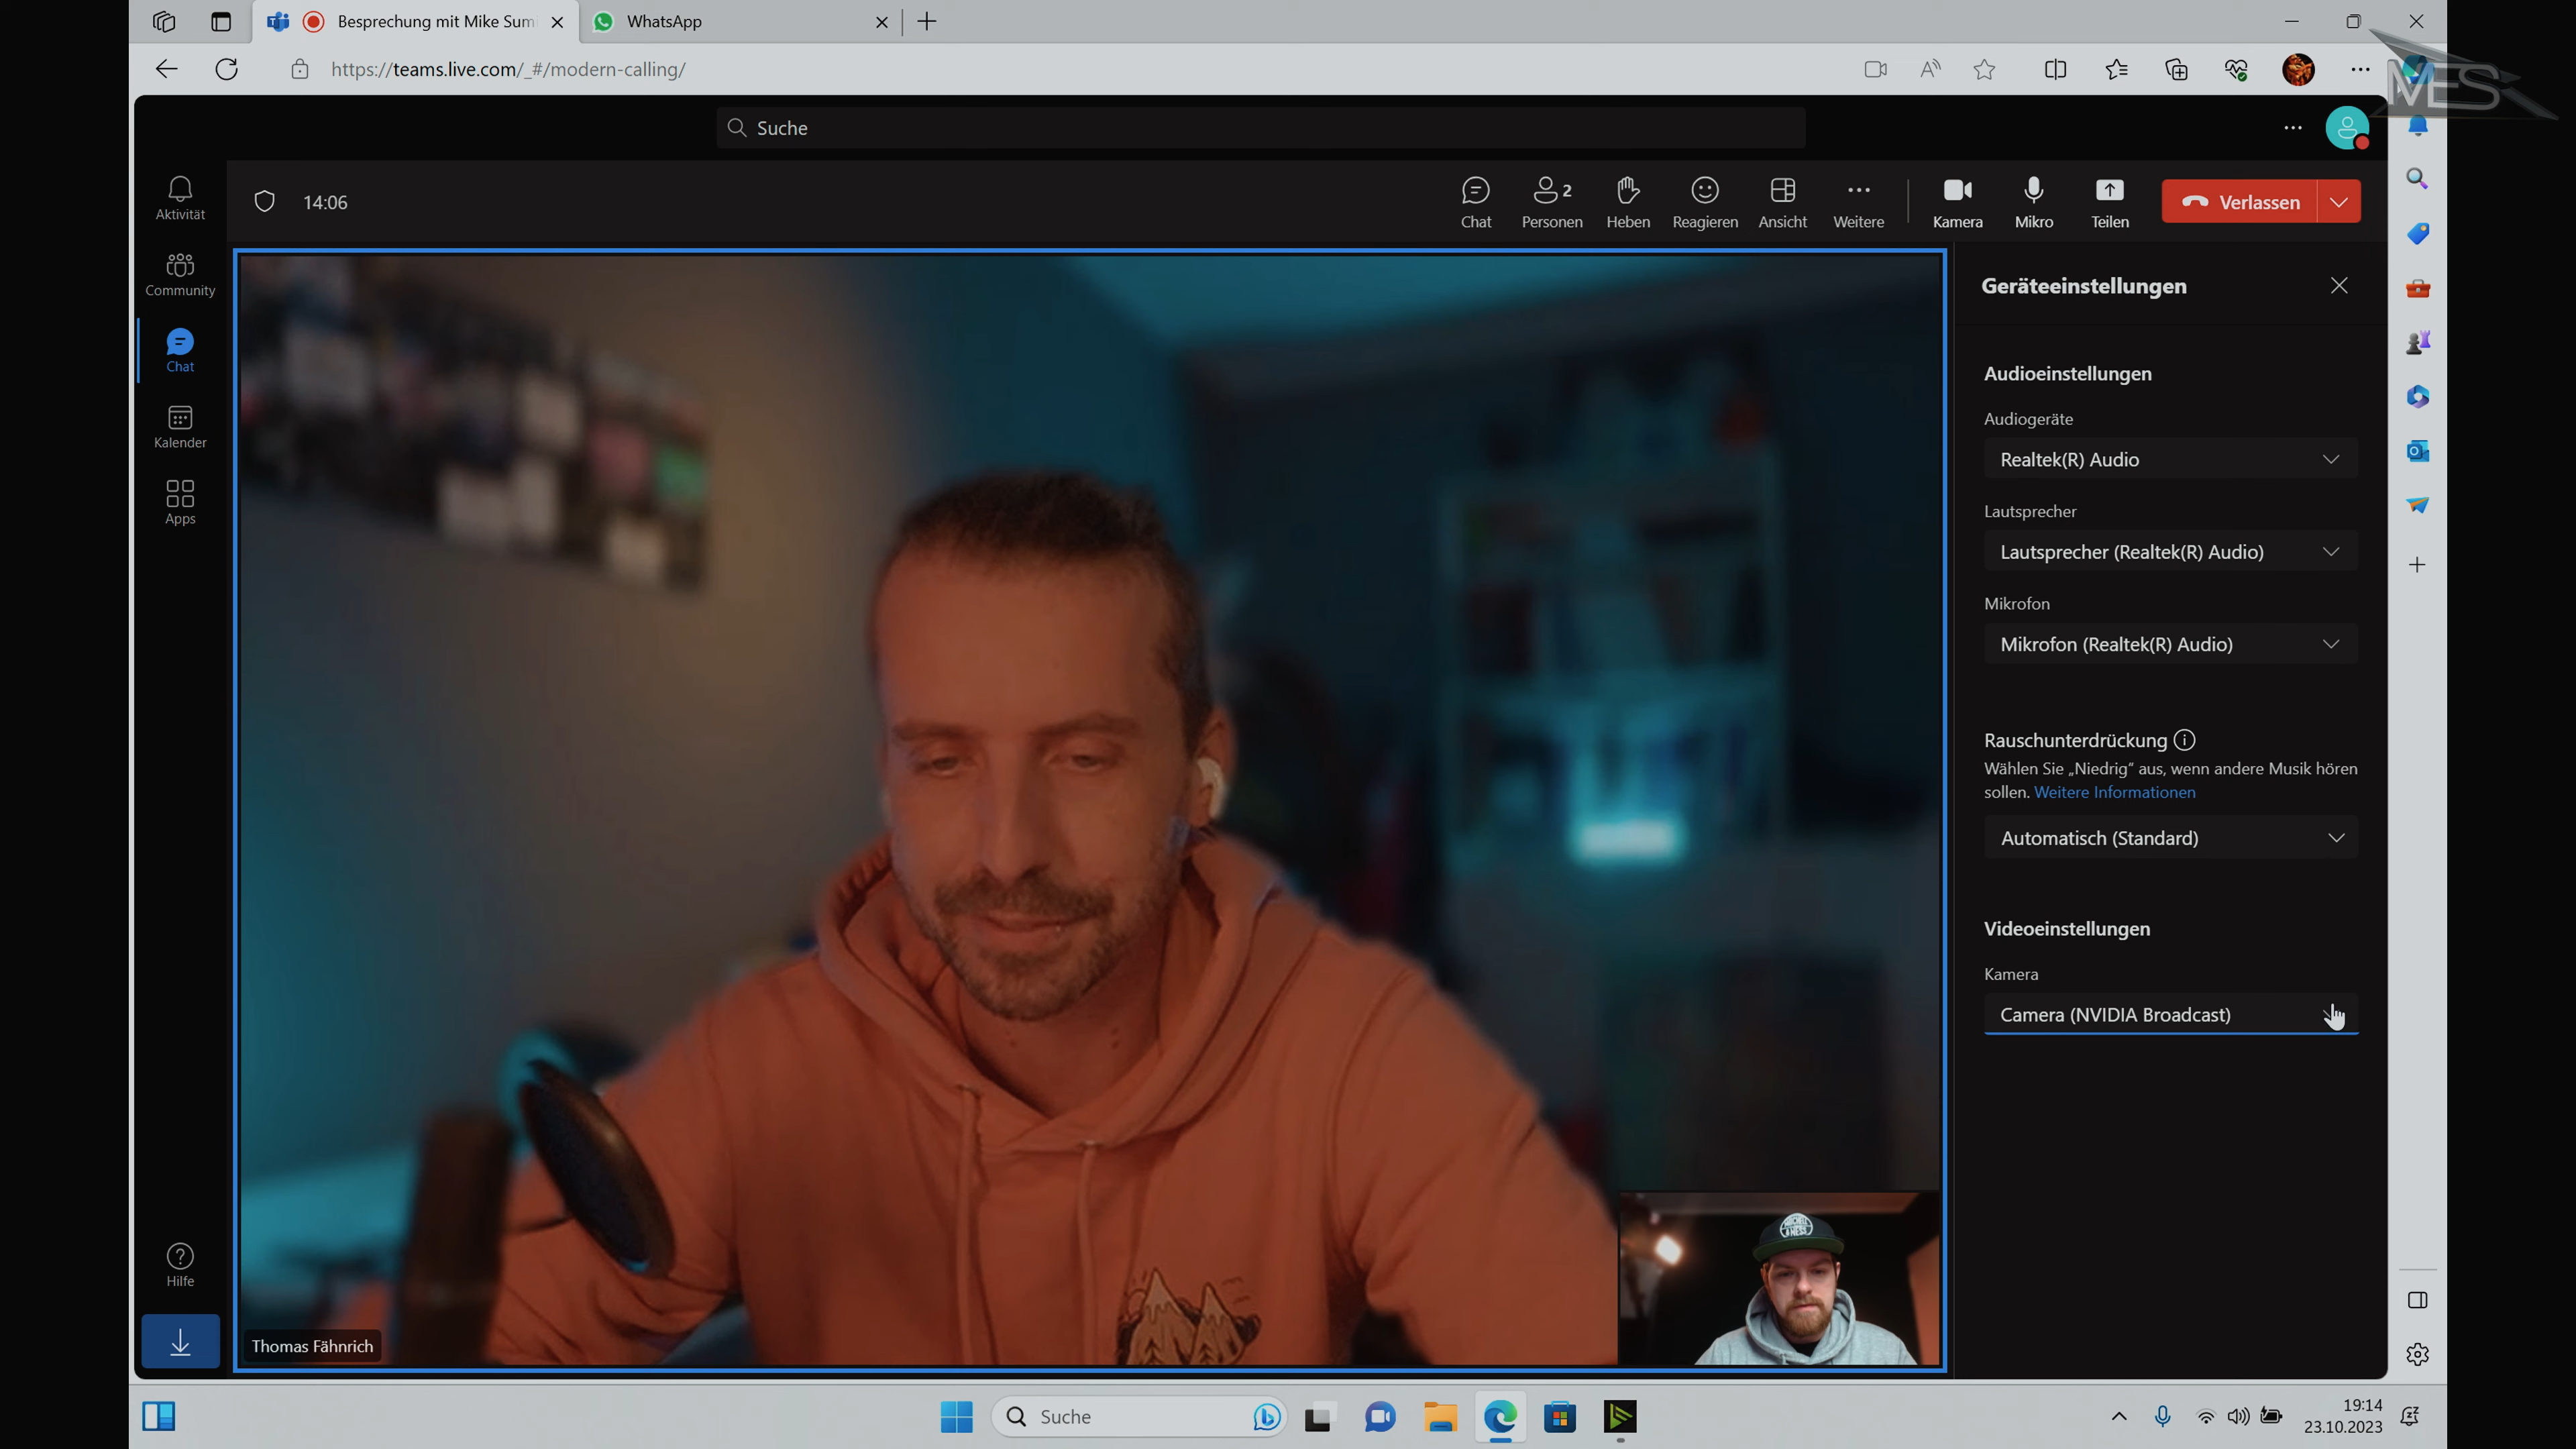 Besprechung mit Mike Sum
WhatsApp
https://teams.live.com/_#/modern-calling/
MES
Suche
14:06
Chat
Personen
2
Heben
Reagieren
Ansicht
Weitere
Kamera
Mikro
Teilen
Verlassen
Aktivität
Community
Chat
Kalender
Apps
Hilfe
Geräteeinstellungen
Audioeinstellungen
Audiogeräte
Realtek(R) Audio
Lautsprecher
Lautsprecher (Realtek(R) Audio)
Mikrofon
Mikrofon (Realtek(R) Audio)
Rauschunterdrückung
Wählen Sie „Niedrig“ aus, wenn andere Musik hören
sollen. Weitere Informationen
Automatisch (Standard)
Videoeinstellungen
Kamera
Camera (NVIDIA Broadcast)
Thomas Fähnrich
Suche
19:14
23.10.2023